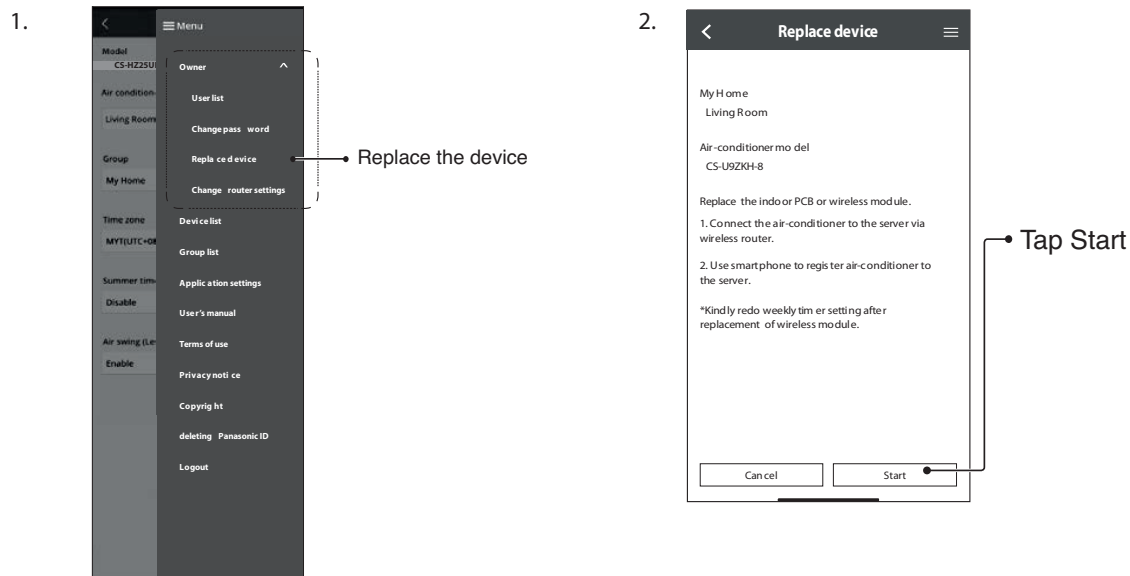 1.
Menu
Model
CS-HZ25U
Air condition
Living Room
Group
My Home
Time zone
MYT(UTC+08
Summer tim
Disable
Air swing (Le
Enable
Owner
User list
Change pass word
Repla ce d evice
Change router settings
Device list
Group list
Applic ation settings
User's manual
Terms of use
Privacy noti ce
Copyrig ht
deleting Panasonic ID
Logout
Replace the device
2.
Replace device
My H ome
Living Room
Air-conditioner mo del
CS-U9ZKH-8
Replace the indo or PCB or wireless mod ule.
1. Connect the air-conditioner to the server via
wireless router.
2. Use smartphone to regis ter air-conditioner to
the server.
*Kind ly redo weekly tim er setting after
replacement of wireless module.
Can cel
Start
Tap Start